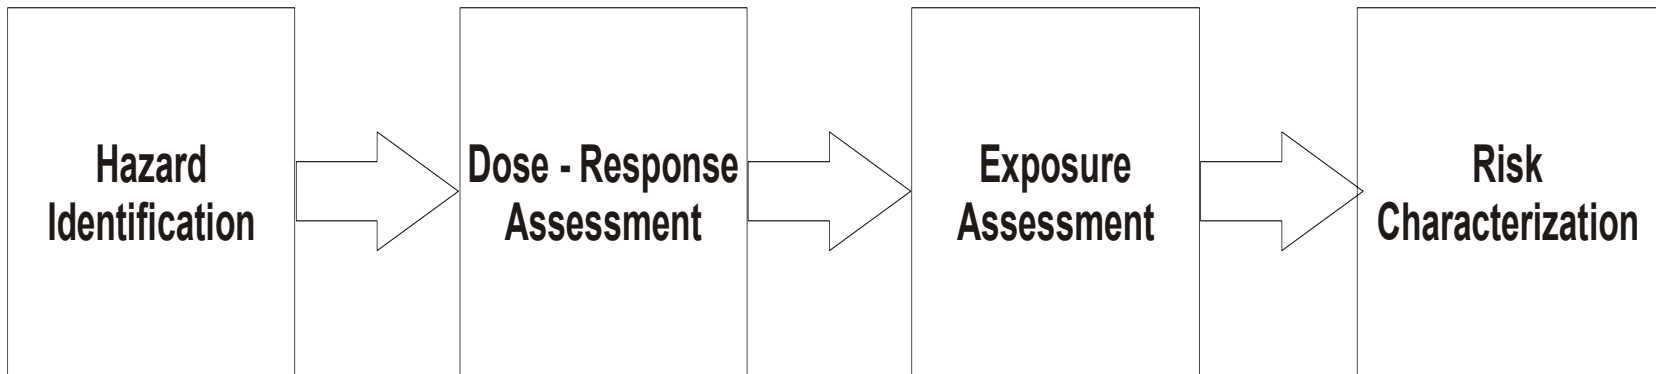 Hazard
Identification
Dose - Response
Assessment
Exposure
Assessment
Risk
Characterization